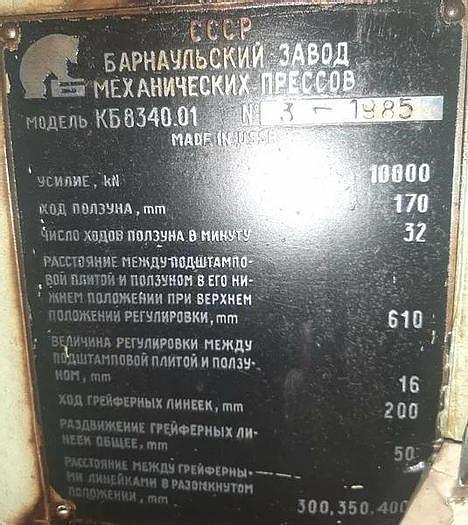 СССР
БАРНАУЛЬСКИЙ ЗАВОД
МЕХАНИЧЕСКИХ ПРЕССОВ
МОДЕЛЬ КБ8340.01 № 3-1985
MADE IN USSR
УСИЛИЕ, kN 10000
ХОД ПОЛЗУНА, mm 170
ЧИСЛО ХОДОВ ПОЛЗУНА В МИНУТУ 32
РАССТОЯНИЕ МЕЖДУ ПОДШТАМПО-
ВОЙ ПЛИТОЙ И ПОЛЗУНОМ В ЕГО НИ-
ЖНЕМ ПОЛОЖЕНИИ ПРИ ВЕРХНЕМ
ПОЛОЖЕНИИ РЕГУЛИРОВКИ, mm 610
ВЕЛИЧИНА РЕГУЛИРОВКИ МЕЖДУ
ПОДШТАМПОВОЙ ПЛИТОЙ И ПОЛЗУ-
НОМ, mm 16
ХОД ГРЕЙФЕРНЫХ ЛИНЕЕК, mm 200
РАЗДВИЖЕНИЕ ГРЕЙФЕРНЫХ ЛИ-
НЕЕК ОБЩЕЕ, mm 50
РАССТОЯНИЕ МЕЖДУ ГРЕЙФЕРНЫ-
МИ ЛИНЕЙКАМИ В РАЗОМКНУТОМ
ПОЛОЖЕНИИ, mm 300,350,400